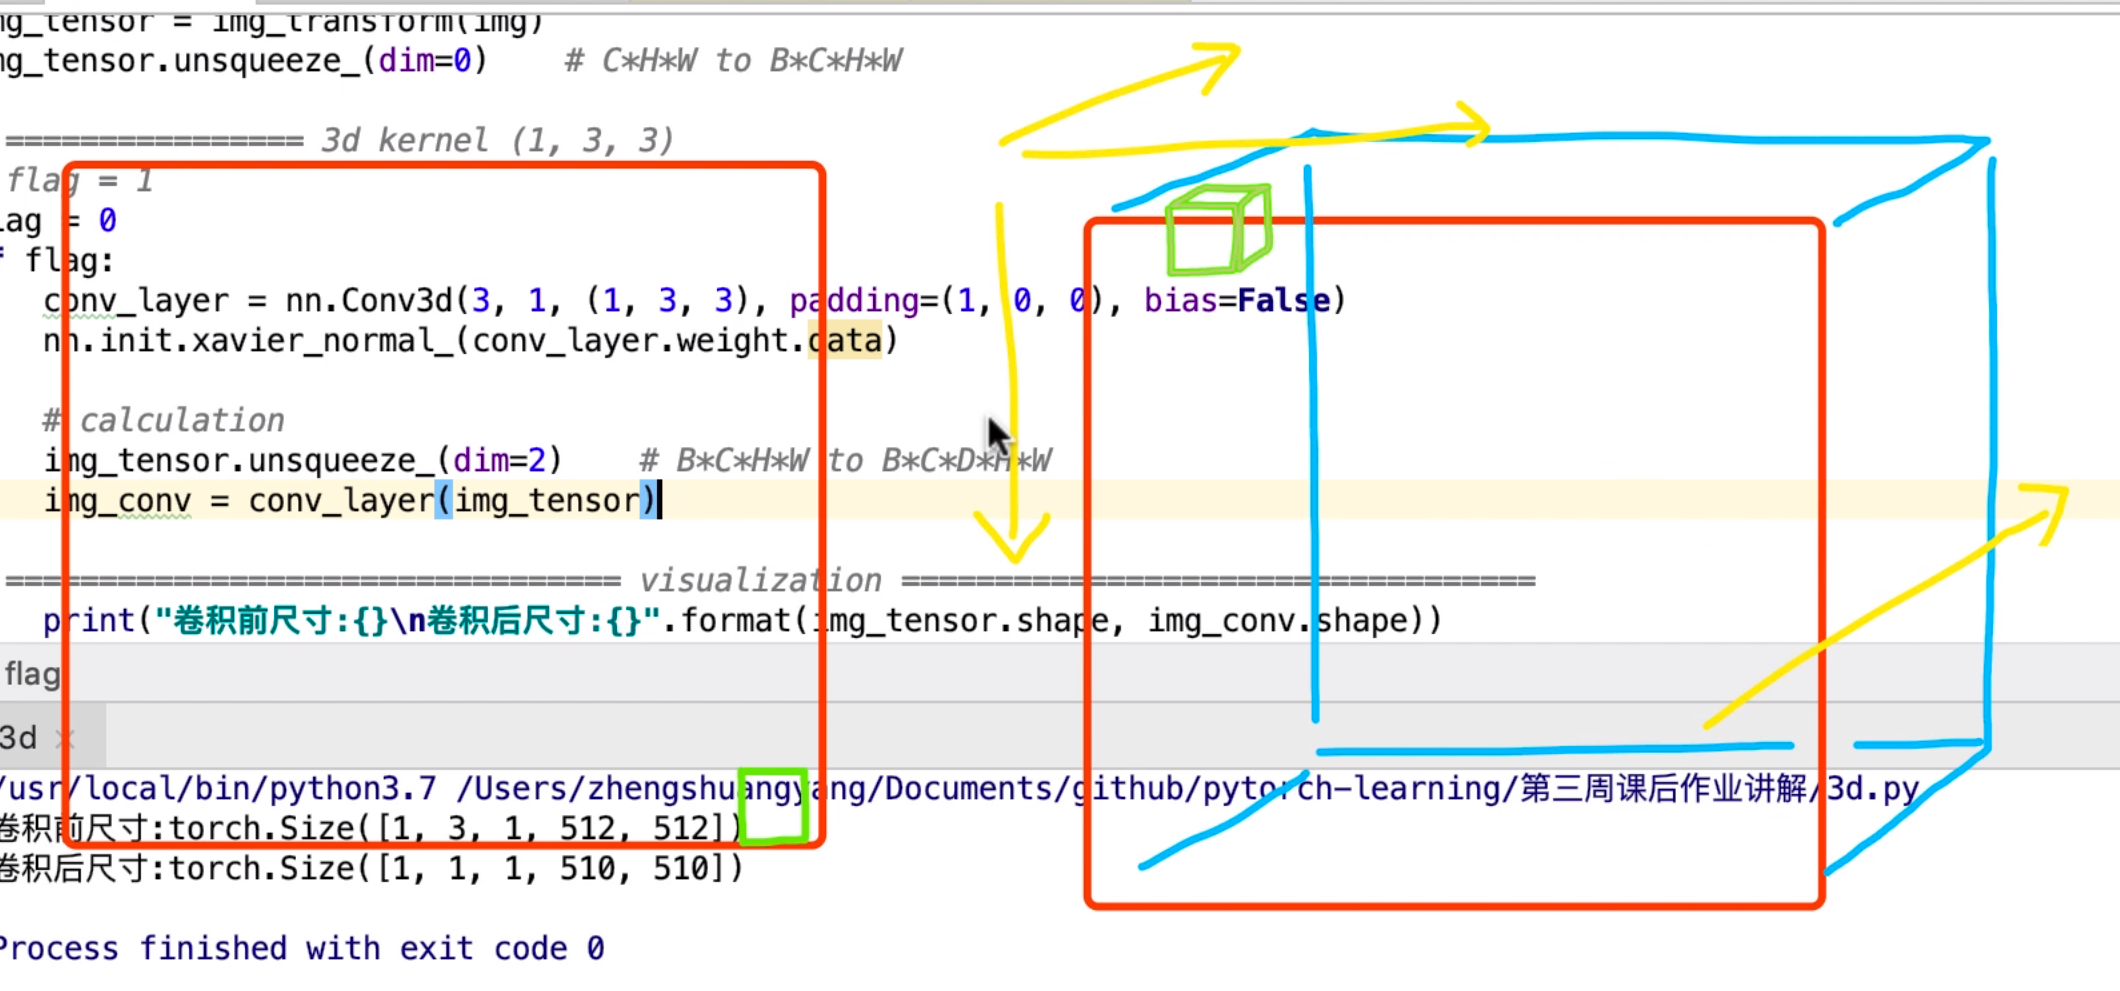 ng_tensor = img_transform(img)
ng_tensor.unsqueeze_(dim=0)    # C*H*W to B*C*H*W
================ 3d kernel (1, 3, 3)
flag = 1
lag = 0
f flag:
conv_layer = nn.Conv3d(3, 1, (1, 3, 3), padding=(1, 0, 0), bias=False)
nn.init.xavier_normal_(conv_layer.weight.data)
# calculation
img_tensor.unsqueeze_(dim=2)    # B*C*H*W to B*C*D*H*W
img_conv = conv_layer(img_tensor)
================================= visualization ==================================
print("卷积前尺寸:{}\n卷积后尺寸:{}".format(img_tensor.shape, img_conv.shape))
flag
3d ×
/usr/local/bin/python3.7 /Users/zhengshuangyang/Documents/github/pytorch-learning/第三周课后作业讲解/3d.py
卷积前尺寸:torch.Size([1, 3, 1, 512, 512])
卷积后尺寸:torch.Size([1, 1, 1, 510, 510])
Process finished with exit code 0